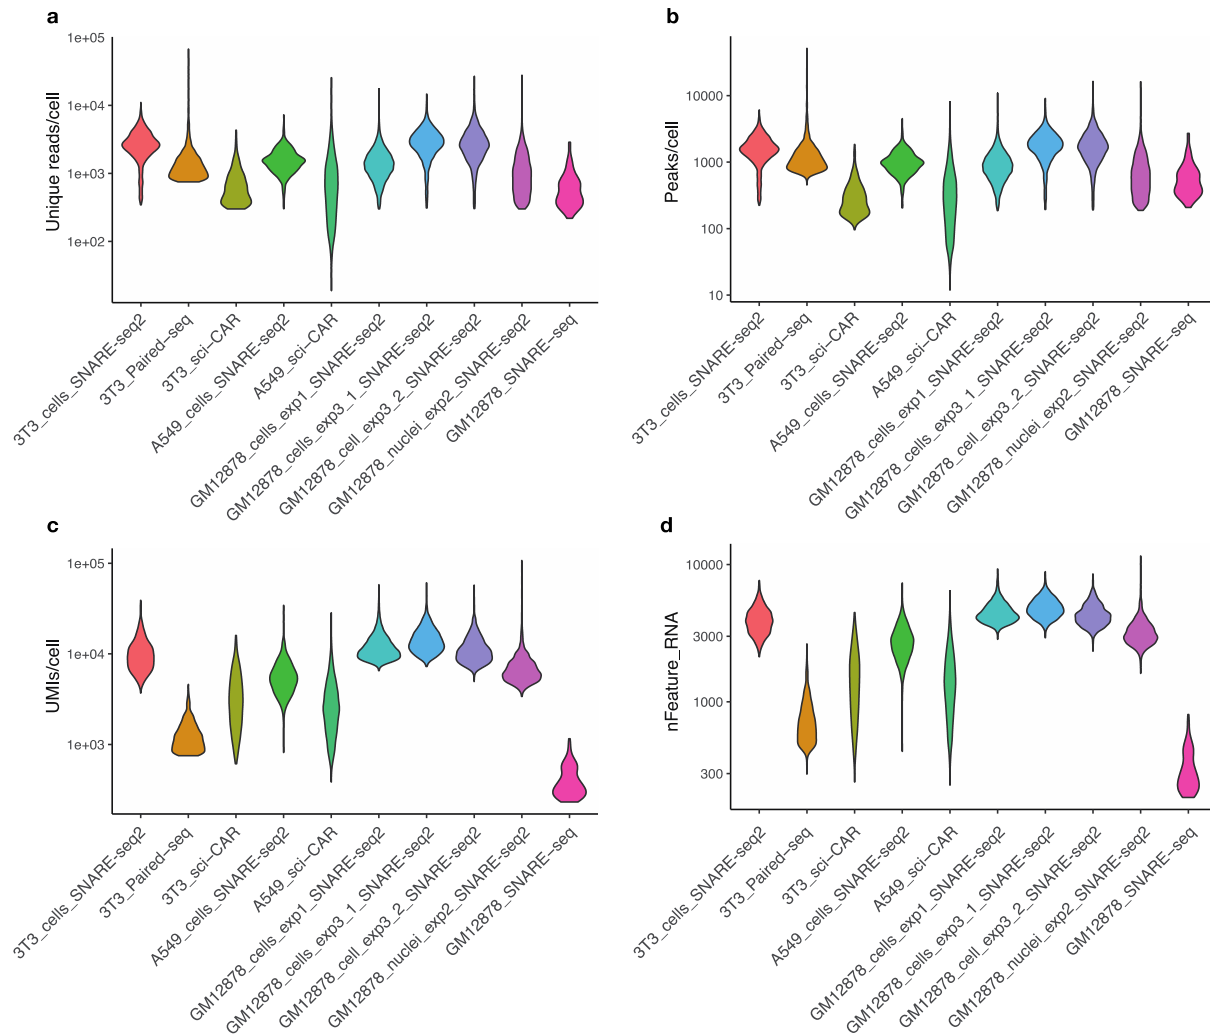 a
Unique reads/cell
1e+05
1e+04
1e+03
1e+02
3T3_cells_SNARE-seq2
3T3_Paired-seq
3T3_sci-CAR
A549_cells_SNARE-seq2
A549_sci-CAR
GM12878_cells_exp1_SNARE-seq2
GM12878_cells_exp3_1_SNARE-seq2
GM12878_cell_exp3_2_SNARE-seq2
GM12878_nuclei_exp2_SNARE-seq2
GM12878_SNARE-seq
b
Peaks/cell
10000
1000
100
10
3T3_cells_SNARE-seq2
3T3_Paired-seq
3T3_sci-CAR
A549_cells_SNARE-seq2
A549_sci-CAR
GM12878_cells_exp1_SNARE-seq2
GM12878_cells_exp3_1_SNARE-seq2
GM12878_cell_exp3_2_SNARE-seq2
GM12878_nuclei_exp2_SNARE-seq2
GM12878_SNARE-seq
c
UMIs/cell
1e+05
1e+04
1e+03
3T3_cells_SNARE-seq2
3T3_Paired-seq
3T3_sci-CAR
A549_cells_SNARE-seq2
A549_sci-CAR
GM12878_cells_exp1_SNARE-seq2
GM12878_cells_exp3_1_SNARE-seq2
GM12878_cell_exp3_2_SNARE-seq2
GM12878_nuclei_exp2_SNARE-seq2
GM12878_SNARE-seq
d
nFeature_RNA
10000
3000
1000
300
3T3_cells_SNARE-seq2
3T3_Paired-seq
3T3_sci-CAR
A549_cells_SNARE-seq2
A549_sci-CAR
GM12878_cells_exp1_SNARE-seq2
GM12878_cells_exp3_1_SNARE-seq2
GM12878_cell_exp3_2_SNARE-seq2
GM12878_nuclei_exp2_SNARE-seq2
GM12878_SNARE-seq